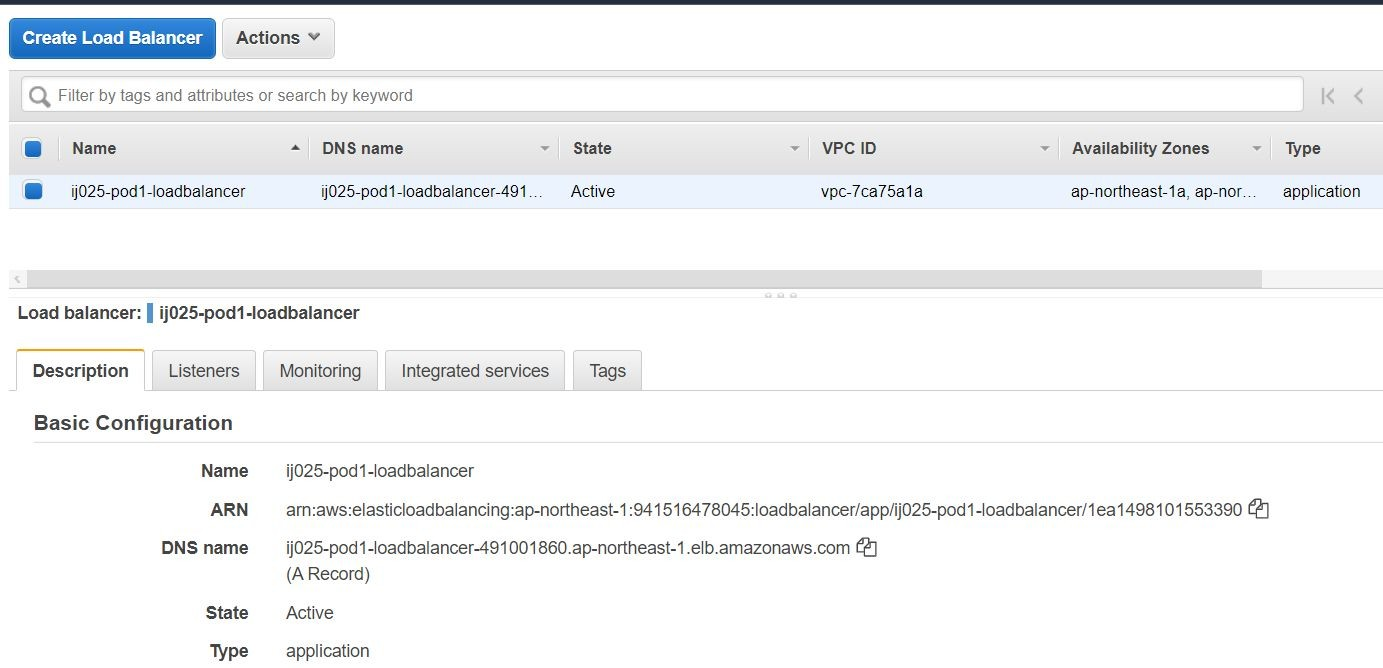 Create Load Balancer Actions
Filter by tags and attributes or search by keyword
Name DNS name State VPC ID Availability Zones Type
ij025-pod1-loadbalancer ij025-pod1-loadbalancer-491... Active vpc-7ca75a1a ap-northeast-1a, ap-nor... application
Load balancer: ij025-pod1-loadbalancer
Description Listeners Monitoring Integrated services Tags
Basic Configuration
Name ij025-pod1-loadbalancer
ARN arn:aws:elasticloadbalancing:ap-northeast-1:941516478045:loadbalancer/app/ij025-pod1-loadbalancer/1ea1498101553390
DNS name ij025-pod1-loadbalancer-491001860.ap-northeast-1.elb.amazonaws.com
(A Record)
State Active
Type application